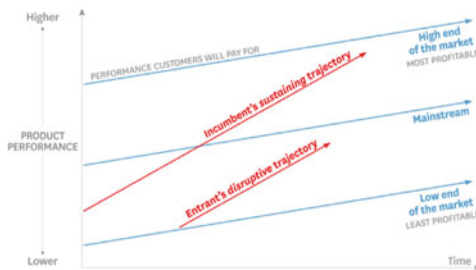 Higher
High end
of the market
MOST PROFITABLE
PERFORMANCE CUSTOMERS WILL PAY FOR
Incumbent's sustaining trajectory
Mainstream
PRODUCT
PERFORMANCE
Entrant's disruptive trajectory
Low end
of the market
LEAST PROFITABLE
Lower
Time